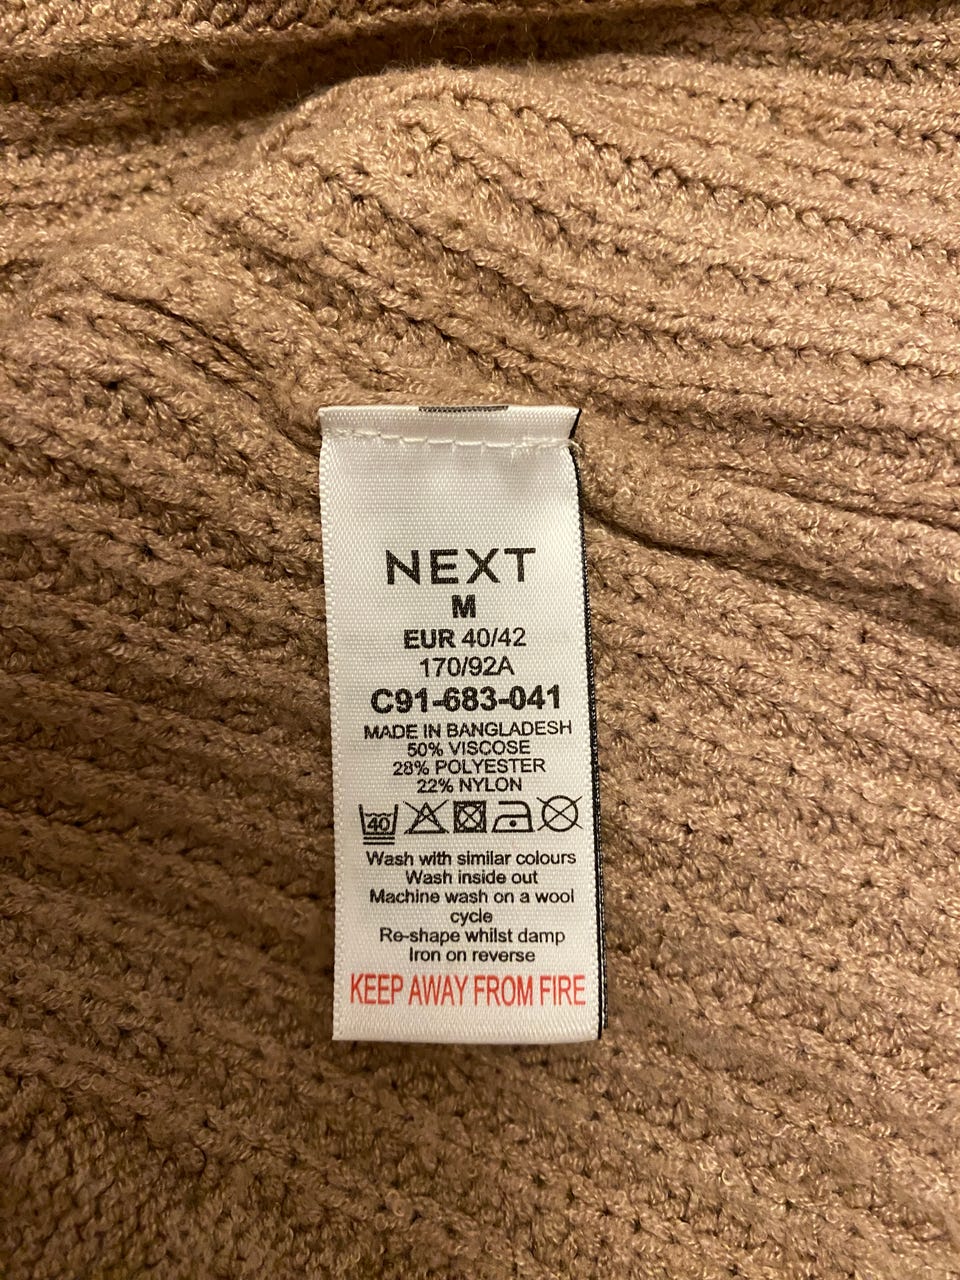 NEXT
M
EUR 40/42
170/92A
C91-683-041
MADE IN BANGLADESH
50% VISCOSE
28% POLYESTER
22% NYLON
40
Wash with similar colours
Wash inside out
Machine wash on a wool
cycle
Re-shape whilst damp
Iron on reverse
KEEP AWAY FROM FIRE